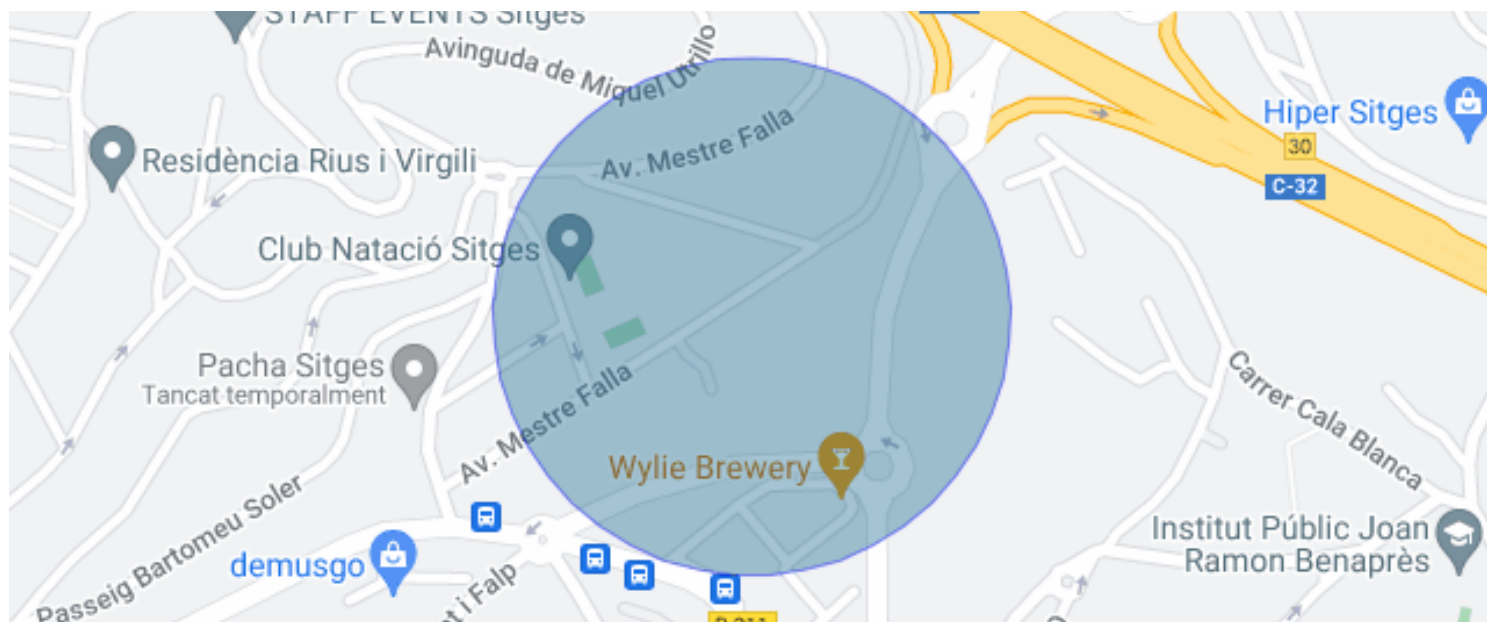 STAFF EVENTS Sitges
Avinguda de Miquel Utrillo
Hiper Sitges
Av. Mestre Falla
30
C-32
Residència Rius i Virgili
Club Natació Sitges
Pacha Sitges
Tancat temporalment
Av. Mestre Falla
Carrer Cala Blanca
Wylie Brewery
Passeig Bartomeu Soler
demusgo
Institut Públic Joan
Ramon Benaprès
i Falp